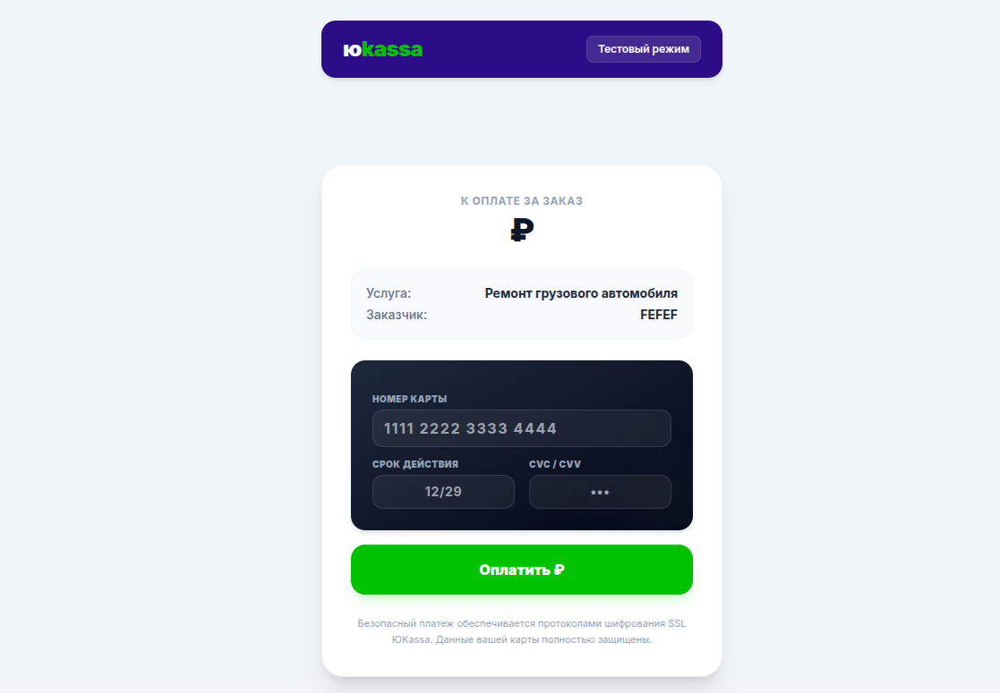 юkassa
Тестовый режим
К ОПЛАТЕ ЗА ЗАКАЗ
₽
Услуга: Ремонт грузового автомобиля
Заказчик: FEFEF
НОМЕР КАРТЫ
1111 2222 3333 4444
СРОК ДЕЙСТВИЯ CVC / CVV
12/29 •••
Оплатить ₽
Безопасный платеж обеспечивается протоколами шифрования SSL
ЮKassa. Данные вашей карты полностью защищены.